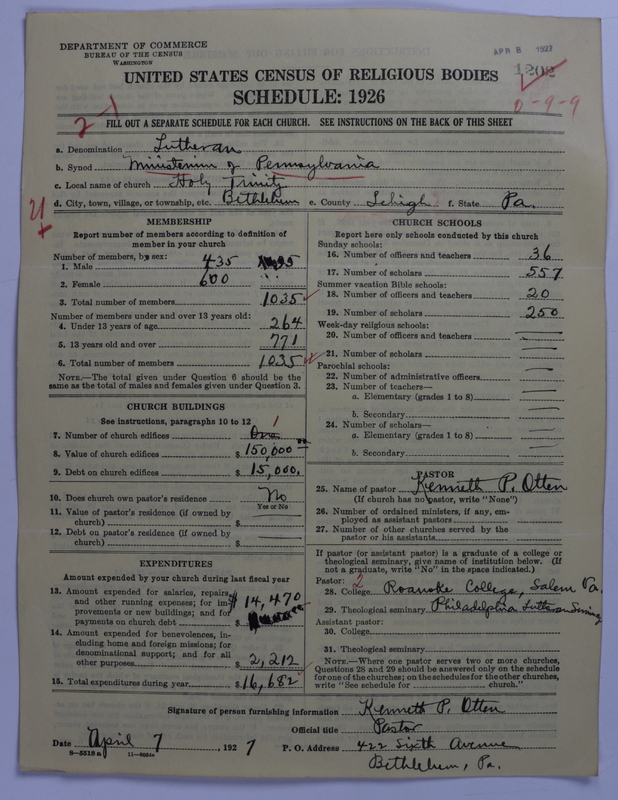 DEPARTMENT OF COMMERCE
BUREAU OF THE CENSUS
WASHINGTON
APR 8 1927
1202
0-9-9
UNITED STATES CENSUS OF RELIGIOUS BODIES
SCHEDULE: 1926
2-1
FILL OUT A SEPARATE SCHEDULE FOR EACH CHURCH. SEE INSTRUCTIONS ON THE BACK OF THIS SHEET
a. Denomination Lutheran
b. Synod Ministerium of Pennsylvania
c. Local name of church Holy Trinity
d. City, town, village, or township, etc. Bethlehem e. County Lehigh f. State Pa.
MEMBERSHIP
Report number of members according to definition of
member in your church
Number of members, by sex:
1. Male 435
2. Female 600
3. Total number of members 1035
Number of members under and over 13 years old:
4. Under 13 years of age 264
5. 13 years old and over 771
6. Total number of members 1035
NOTE.—The total given under Question 6 should be the
same as the total of males and females given under Question 3.
CHURCH BUILDINGS
See instructions, paragraphs 10 to 12
7. Number of church edifices One 1
8. Value of church edifices $ 150,000
9. Debt on church edifices $ 15,000.
10. Does church own pastor's residence No
Yes or No
11. Value of pastor's residence (if owned by
church) $
12. Debt on pastor's residence (if owned by
church) $
EXPENDITURES
Amount expended by your church during last fiscal year
13. Amount expended for salaries, repairs,
and other running expenses; for im-
provements or new buildings; and for
payments on church debt $ 14,470
14. Amount expended for benevolences, in-
cluding home and foreign missions; for
denominational support; and for all
other purposes $ 2,212
15. Total expenditures during year $ 16,682
CHURCH SCHOOLS
Report here only schools conducted by this church
Sunday schools:
16. Number of officers and teachers 36
17. Number of scholars 557
Summer vacation Bible schools:
18. Number of officers and teachers 20
19. Number of scholars 250
Week-day religious schools:
20. Number of officers and teachers
21. Number of scholars
Parochial schools:
22. Number of administrative officers
23. Number of teachers—
a. Elementary (grades 1 to 8)
b. Secondary
24. Number of scholars—
a. Elementary (grades 1 to 8)
b. Secondary
PASTOR
25. Name of pastor Kenneth P. Otten
(If church has no pastor, write "None")
26. Number of ordained ministers, if any, em-
ployed as assistant pastors
27. Number of other churches served by the
pastor or his assistants
If pastor (or assistant pastor) is a graduate of a college or
theological seminary, give name of institution below. (If
not a graduate, write "No" in the space indicated.)
Pastor: 2
28. College Roanoke College, Salem Va.
29. Theological seminary Philadelphia Lutheran Seminary
Assistant pastor:
30. College
31. Theological seminary
NOTE.—Where one pastor serves two or more churches,
Questions 28 and 29 should be answered only on the schedule
for one of the churches; on the schedules for the other churches,
write "See schedule for church."
Signature of person furnishing information Kenneth P. Otten
Official title Pastor
Date April 7, 1927 P. O. Address 422 Sixth Avenue
8—5518a 11—8004a
Bethlehem, Pa.